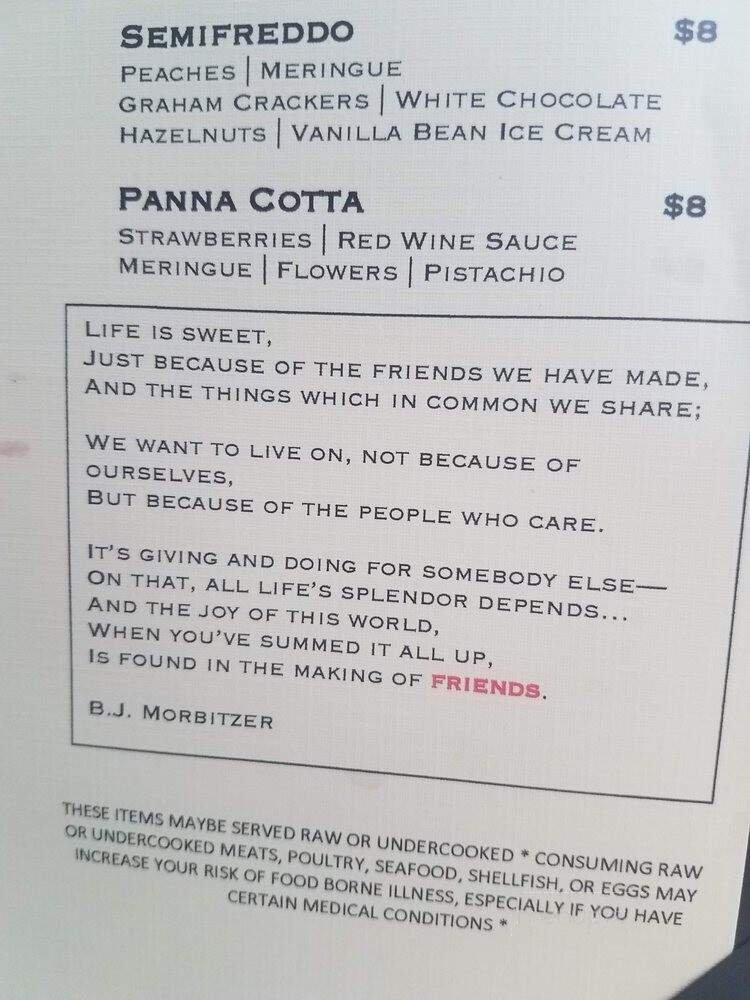 SEMIFREDDO $8
PEACHES | MERINGUE
GRAHAM CRACKERS | WHITE CHOCOLATE
HAZELNUTS | VANILLA BEAN ICE CREAM
PANNA COTTA $8
STRAWBERRIES | RED WINE SAUCE
MERINGUE | FLOWERS | PISTACHIO
LIFE IS SWEET,
JUST BECAUSE OF THE FRIENDS WE HAVE MADE,
AND THE THINGS WHICH IN COMMON WE SHARE;
WE WANT TO LIVE ON, NOT BECAUSE OF
OURSELVES,
BUT BECAUSE OF THE PEOPLE WHO CARE.
IT'S GIVING AND DOING FOR SOMEBODY ELSE—
ON THAT, ALL LIFE'S SPLENDOR DEPENDS...
AND THE JOY OF THIS WORLD,
WHEN YOU'VE SUMMED IT ALL UP,
IS FOUND IN THE MAKING OF FRIENDS.
B.J. MORBITZER
THESE ITEMS MAYBE SERVED RAW OR UNDERCOOKED * CONSUMING RAW
OR UNDERCOOKED MEATS, POULTRY, SEAFOOD, SHELLFISH, OR EGGS MAY
INCREASE YOUR RISK OF FOOD BORNE ILLNESS, ESPECIALLY IF YOU HAVE
CERTAIN MEDICAL CONDITIONS *